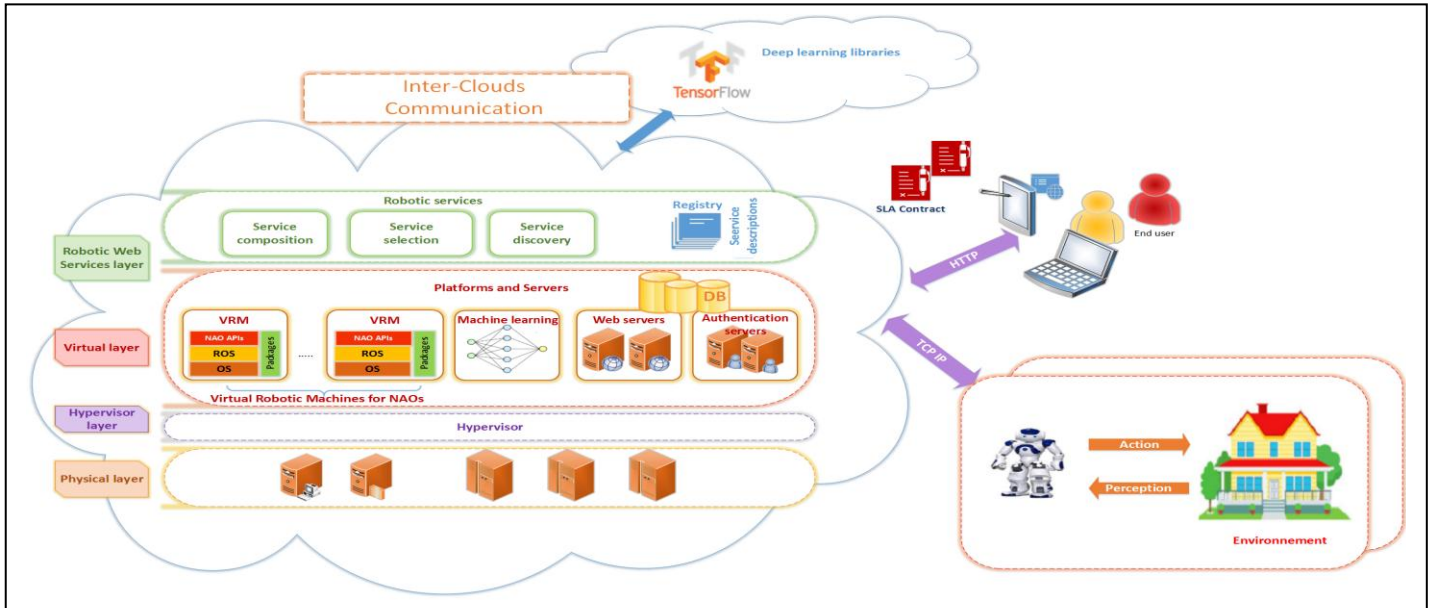 Deep learning libraries
TensorFlow
Inter-Clouds
Communication
SLA Contract
End user
HTTP
TCP IP
Robotic Web
Services layer
Robotic services
Service
composition
Service
selection
Service
discovery
Registry
Seervice
descriptions
Virtual layer
Platforms and Servers
DB
VRM
NAO APIs
ROS
OS
Packages
.....
VRM
NAO APIs
ROS
OS
Packages
Machine learning
Web servers
Authentication
servers
Virtual Robotic Machines for NAOs
Hypervisor
layer
Hypervisor
Physical layer
Action
Perception
Environnement